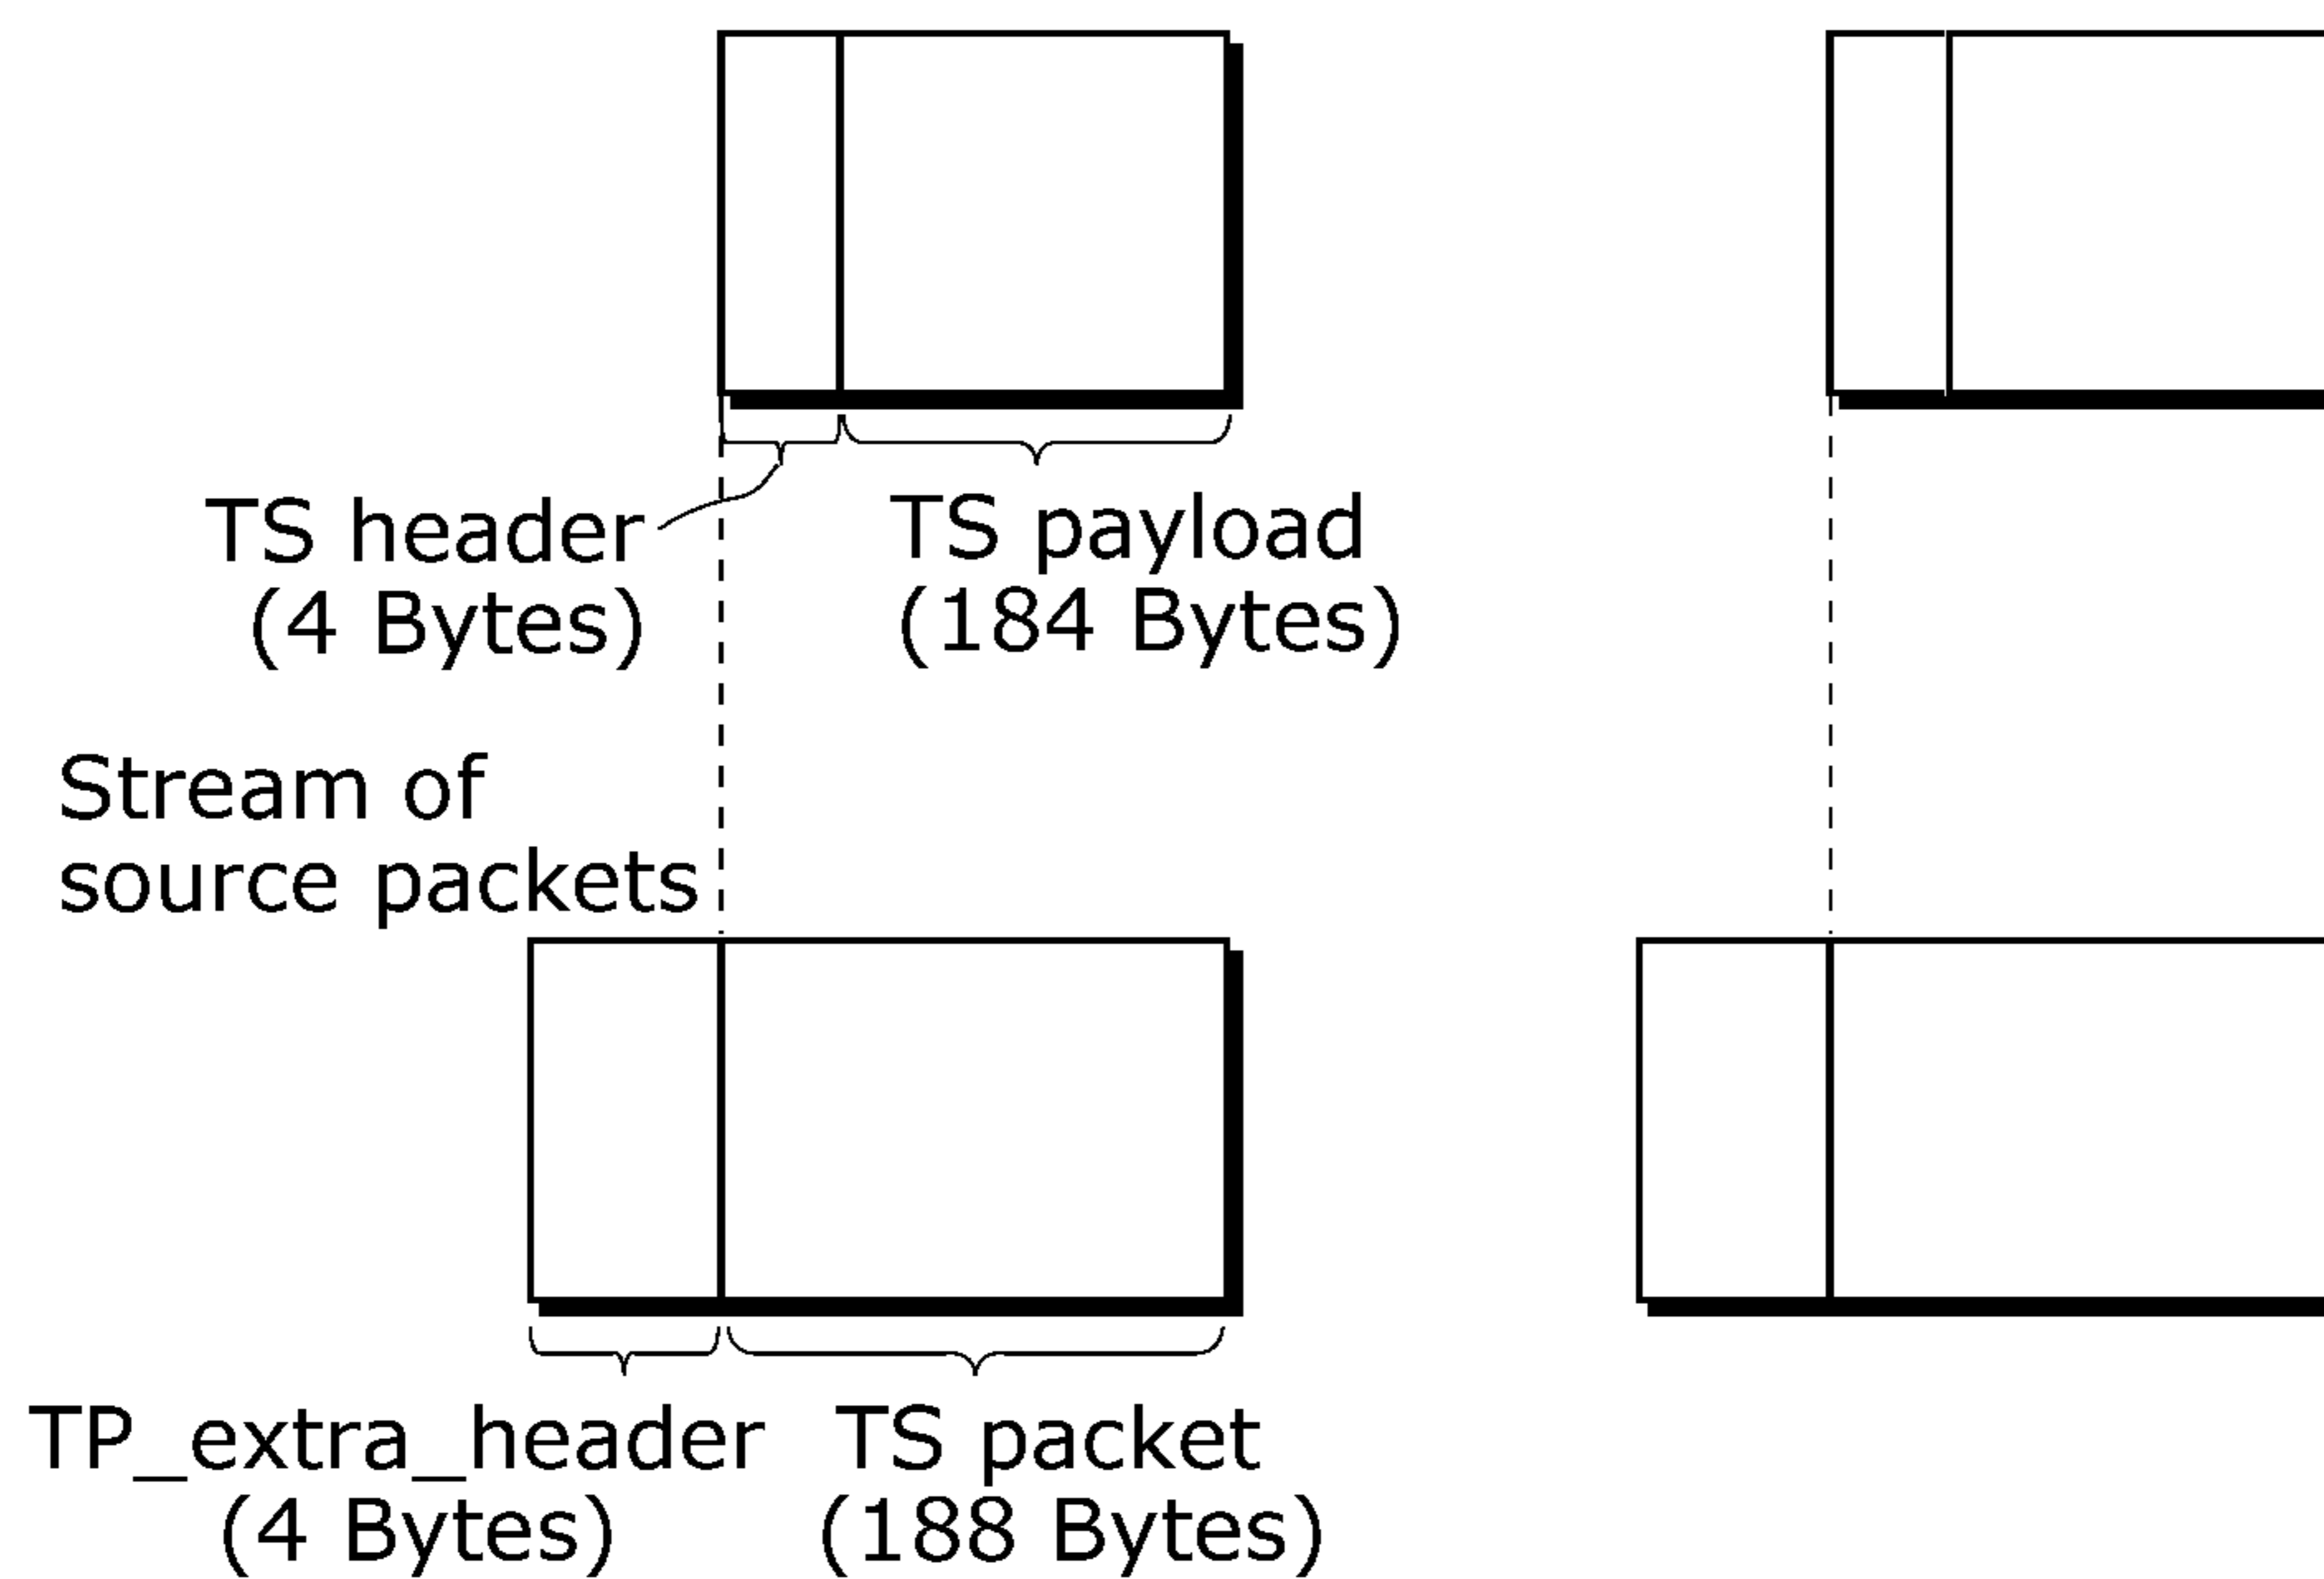 TS header
(4 Bytes)
TS payload
(184 Bytes)
Stream of
source packets
TP_extra_header
(4 Bytes)
TS packet
(188 Bytes)